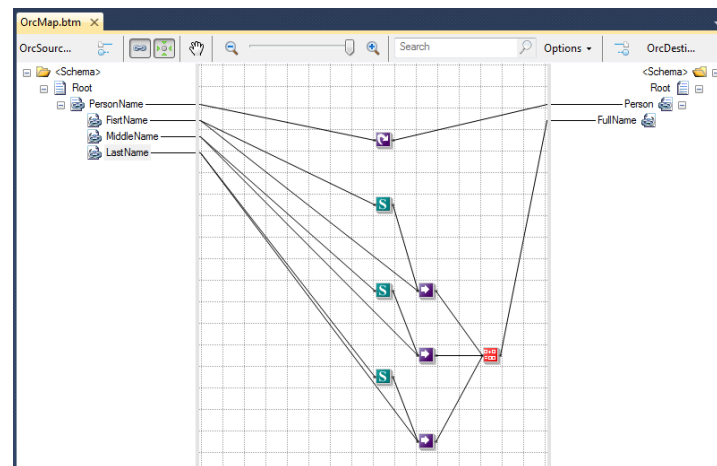 OrcMap.btm
OrcSourc... Search Options OrcDesti...
<Schema> <Schema>
Root Root
PersonName Person
FisrtName FullName
MiddleName
LastName
S
S
S